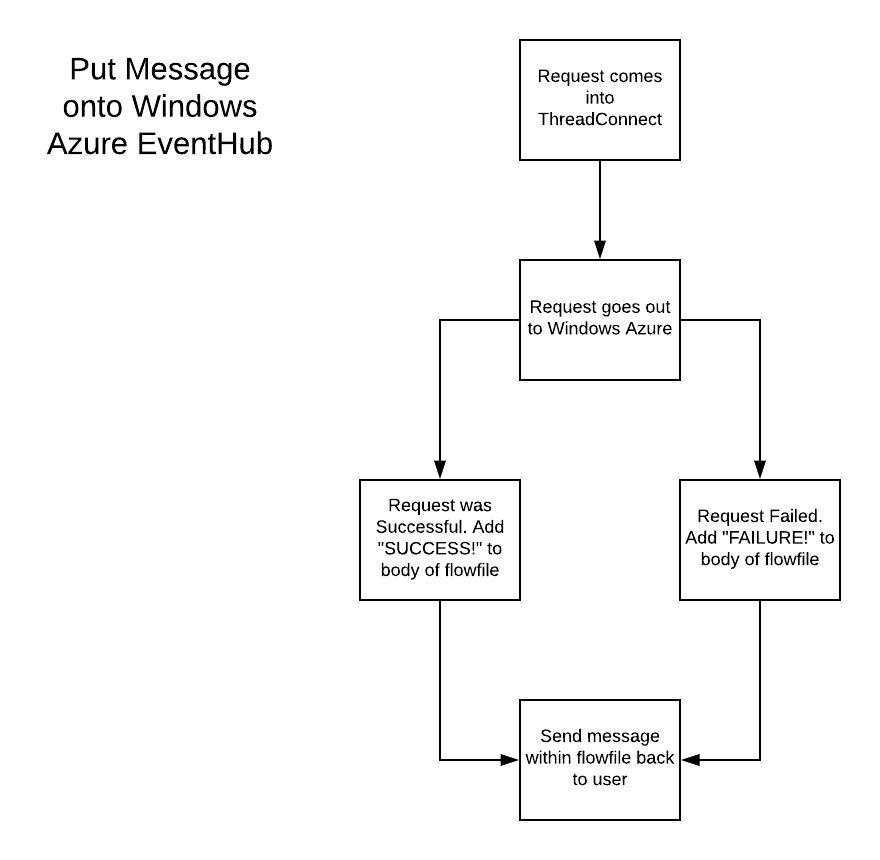 Put Message
onto Windows
Azure EventHub
Request comes
into
ThreadConnect
Request goes out
to Windows Azure
Request was
Successful. Add
"SUCCESS!" to
body of flowfile
Request Failed.
Add "FAILURE!" to
body of flowfile
Send message
within flowfile back
to user